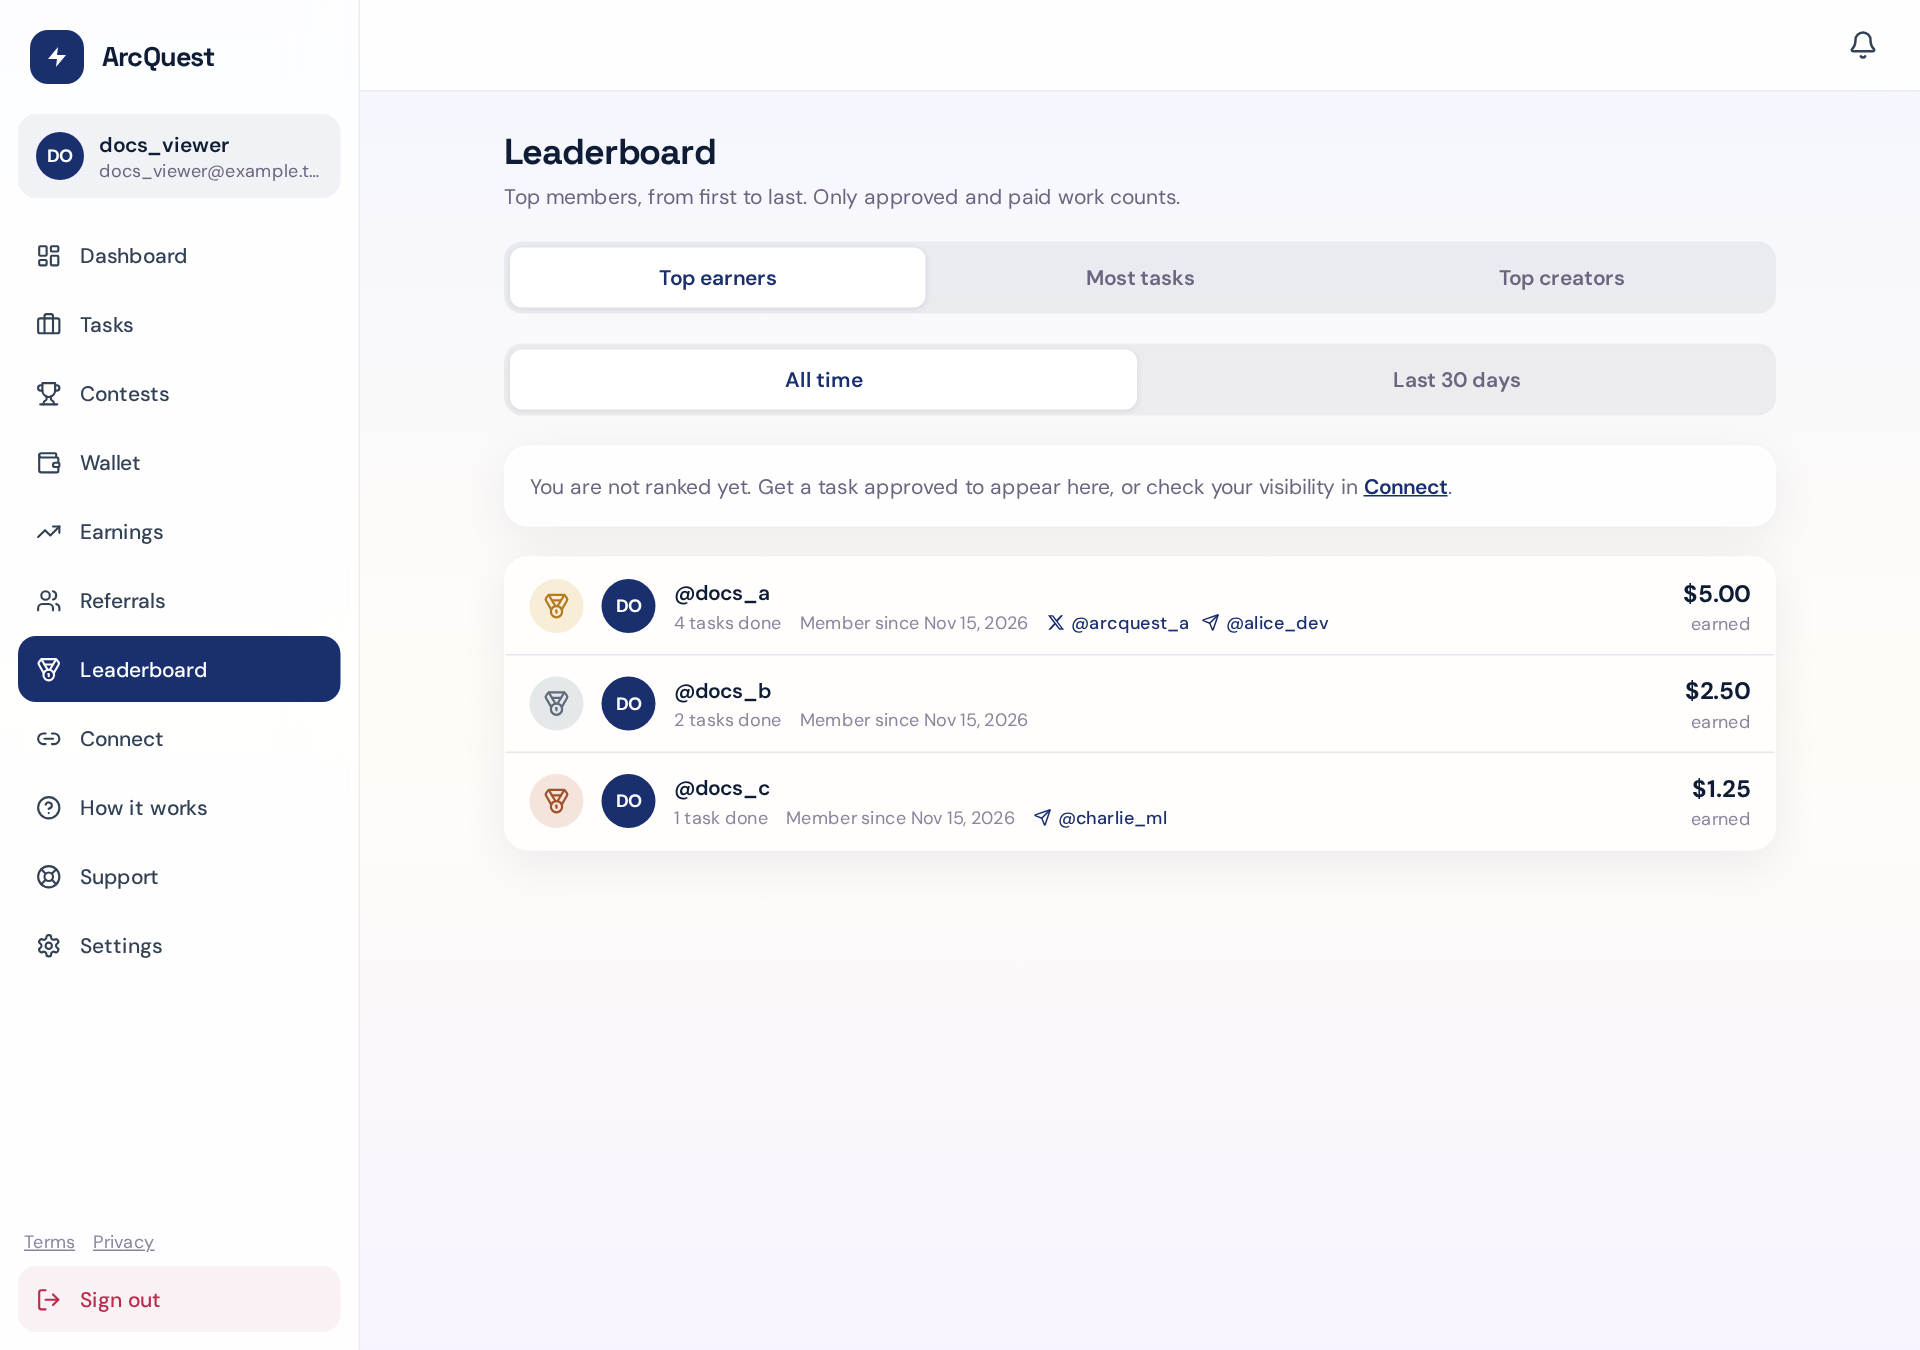 ArcQuest
DO
docs_viewer
docs_viewer@example.t...
Dashboard
Tasks
Contests
Wallet
Earnings
Referrals
Leaderboard
Connect
How it works
Support
Settings
Terms Privacy
Sign out
Leaderboard
Top members, from first to last. Only approved and paid work counts.
Top earners Most tasks Top creators
All time Last 30 days
You are not ranked yet. Get a task approved to appear here, or check your visibility in Connect.
DO
@docs_a
4 tasks done Member since Nov 15, 2026 @arcquest_a @alice_dev
$5.00
earned
DO
@docs_b
2 tasks done Member since Nov 15, 2026
$2.50
earned
DO
@docs_c
1 task done Member since Nov 15, 2026 @charlie_ml
$1.25
earned